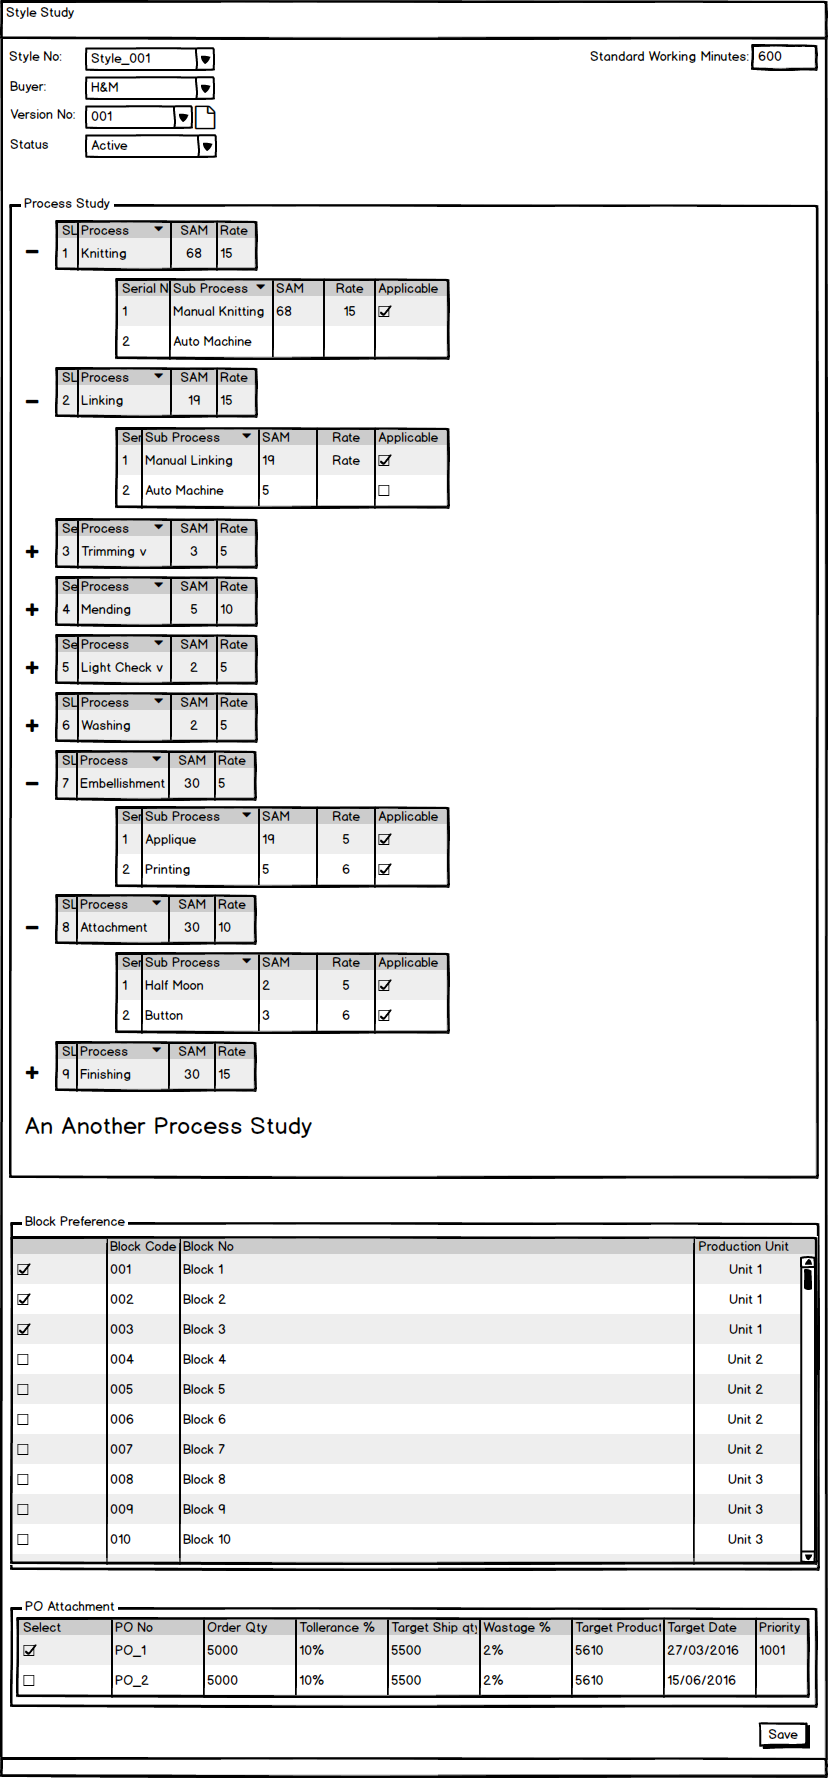 Style Study
Style No: Style_001 Standard Working Minutes: 600
Buyer: H&M
Version No: 001
Status Active
Process Study
SL Process SAM Rate
1 Knitting 68 15
Serial N Sub Process SAM Rate Applicable
1 Manual Knitting 68 15
2 Auto Machine
SL Process SAM Rate
2 Linking 19 15
Ser Sub Process SAM Rate Applicable
1 Manual Linking 19 Rate
2 Auto Machine 5
Se Process SAM Rate
3 Trimming v 3 5
Se Process SAM Rate
4 Mending 5 10
Se Process SAM Rate
5 Light Check v 2 5
SL Process SAM Rate
6 Washing 2 5
SL Process SAM Rate
7 Embellishment 30 5
Ser Sub Process SAM Rate Applicable
1 Applique 19 5
2 Printing 5 6
SL Process SAM Rate
8 Attachment 30 10
Ser Sub Process SAM Rate Applicable
1 Half Moon 2 5
2 Button 3 6
SL Process SAM Rate
9 Finishing 30 15
An Another Process Study
Block Preference
Block Code Block No Production Unit
001 Block 1 Unit 1
002 Block 2 Unit 1
003 Block 3 Unit 1
004 Block 4 Unit 2
005 Block 5 Unit 2
006 Block 6 Unit 2
007 Block 7 Unit 2
008 Block 8 Unit 3
009 Block 9 Unit 3
010 Block 10 Unit 3
PO Attachment
Select PO No Order Qty Tollerance % Target Ship qty Wastage % Target Product Target Date Priority
PO_1 5000 10% 5500 2% 5610 27/03/2016 1001
PO_2 5000 10% 5500 2% 5610 15/06/2016
Save